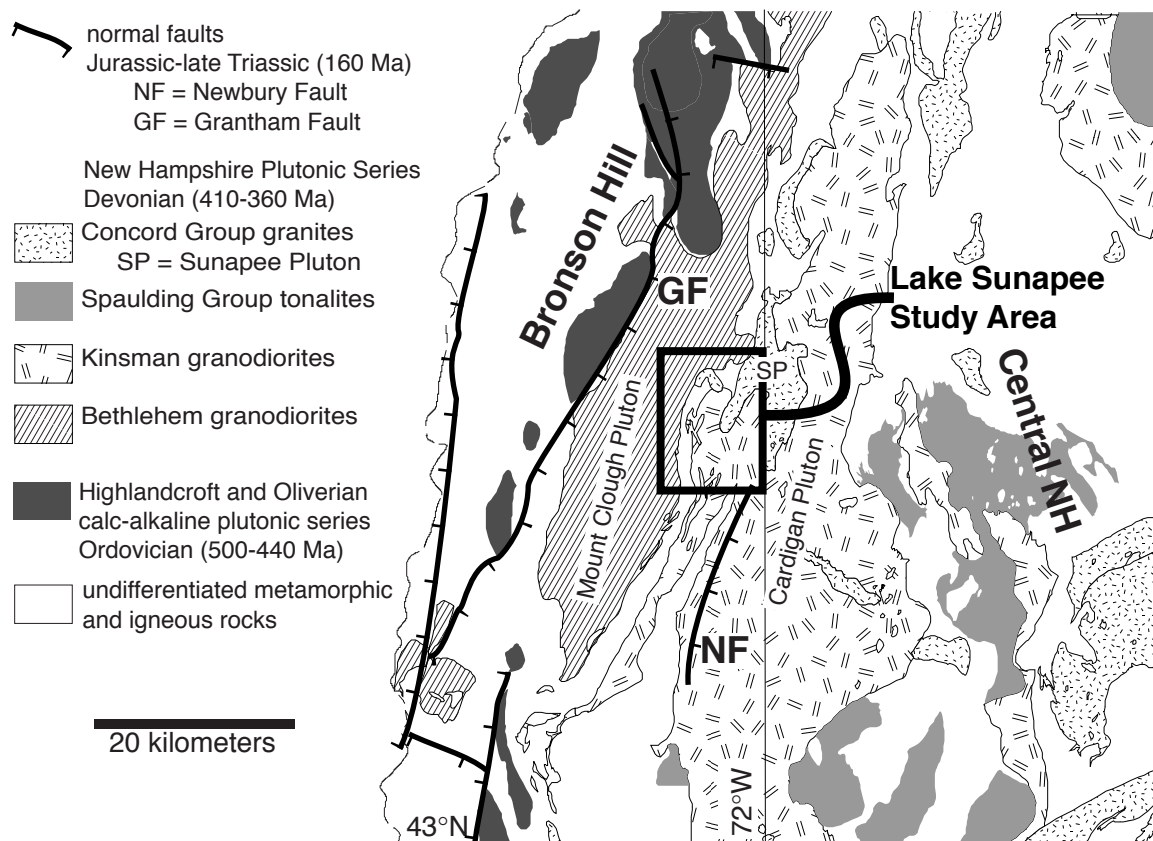 normal faults
Jurassic-late Triassic (160 Ma)
NF = Newbury Fault
GF = Grantham Fault
New Hampshire Plutonic Series
Devonian (410-360 Ma)
Concord Group granites
SP = Sunapee Pluton
Spaulding Group tonalites
Kinsman granodiorites
Bethlehem granodiorites
Highlandcroft and Oliverian
calc-alkaline plutonic series
Ordovician (500-440 Ma)
undifferentiated metamorphic
and igneous rocks
20 kilometers
Bronson Hill
GF
Lake Sunapee
Study Area
SP
Central NH
Mount Clough Pluton
Cardigan Pluton
NF
72°W
43°N